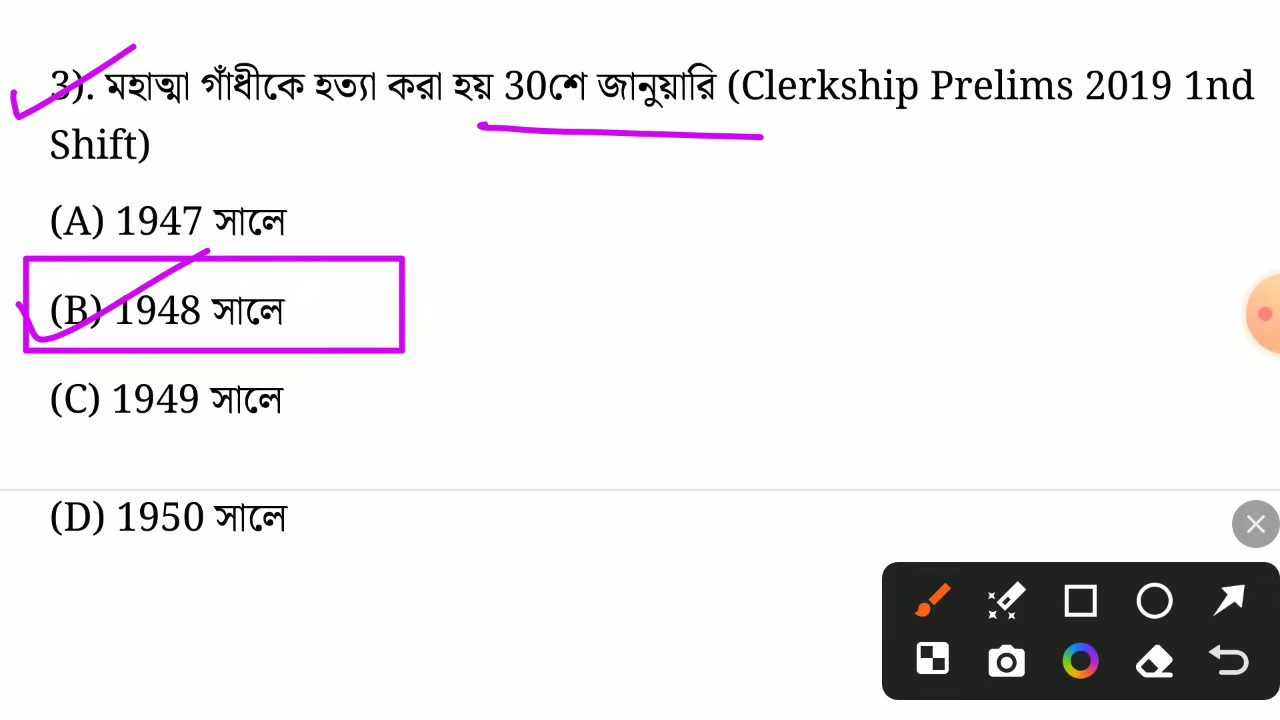 3). মহাত্মা গাঁধীকে হত্যা করা হয় 30শে জানুয়ারি (Clerkship Prelims 2019 1nd
Shift)
(A) 1947 সালে
(B) 1948 সালে
(C) 1949 সালে
(D) 1950 সালে